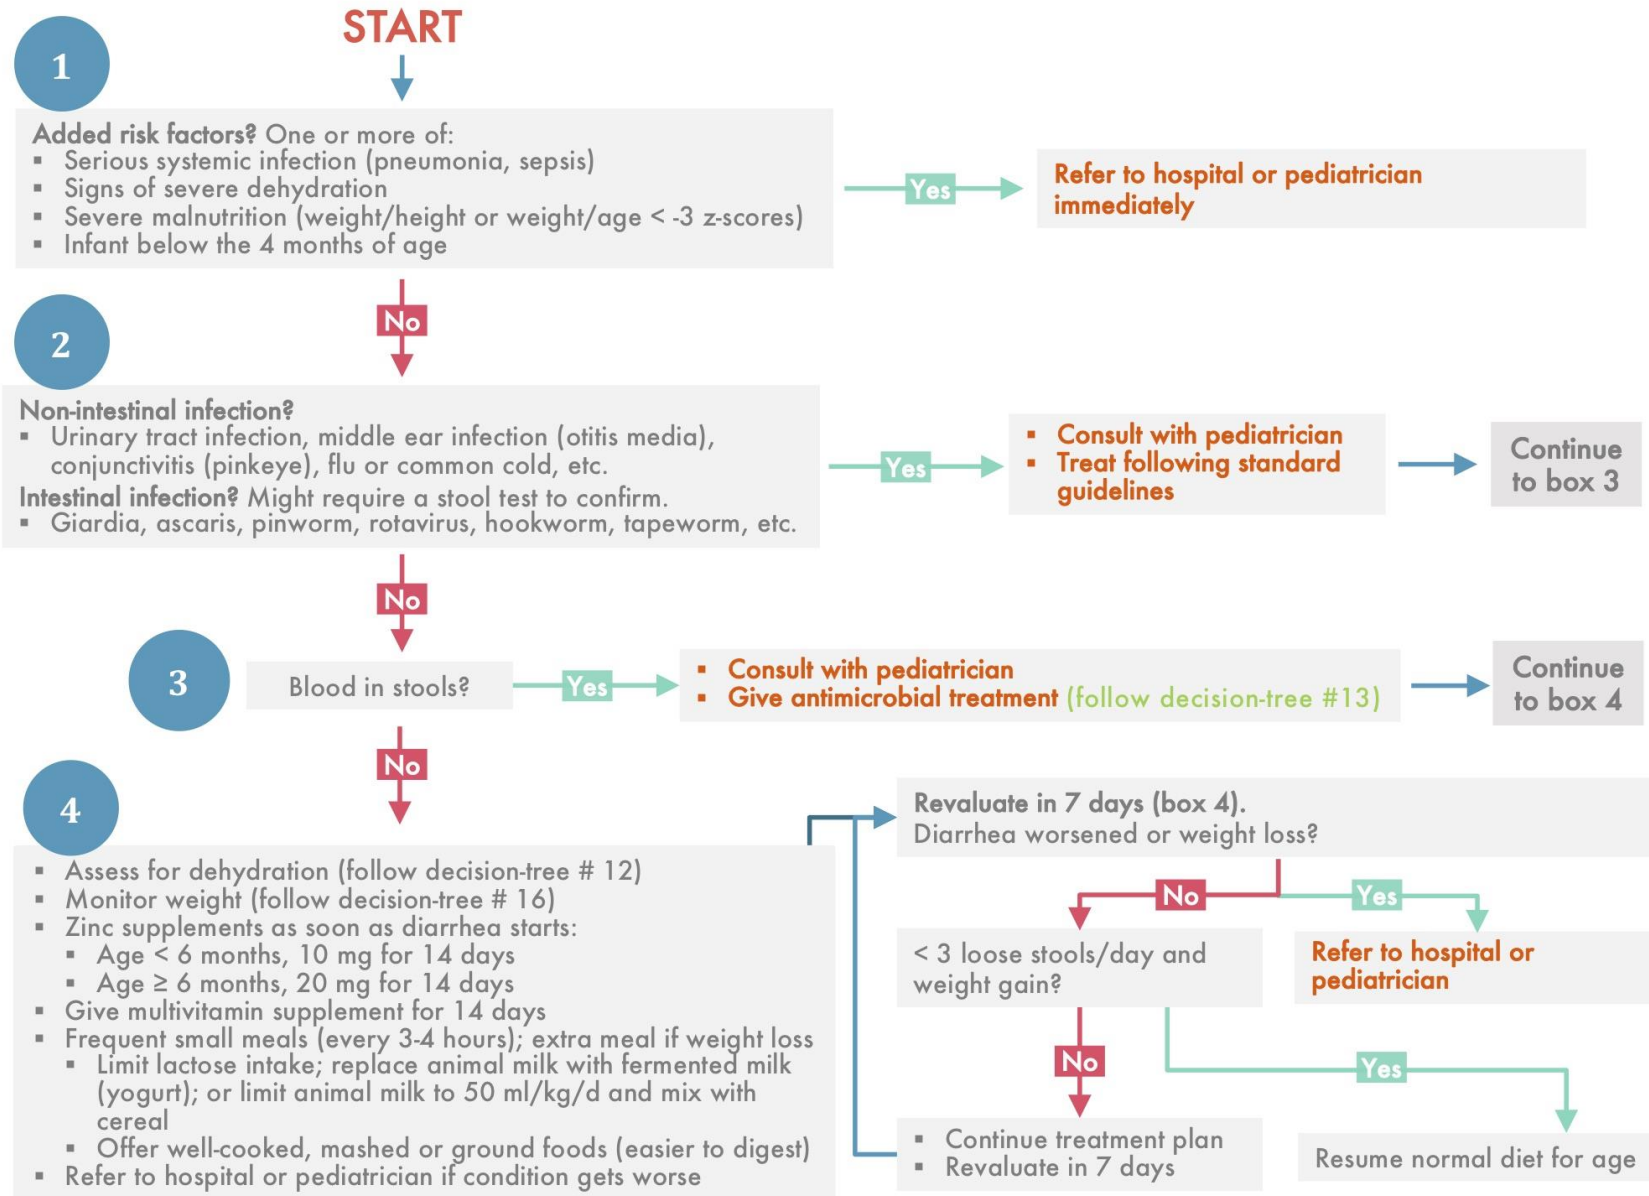 START
1
Added risk factors? One or more of:
▪ Serious systemic infection (pneumonia, sepsis)
▪ Signs of severe dehydration
▪ Severe malnutrition (weight/height or weight/age < -3 z-scores)
▪ Infant below the 4 months of age
Yes
Refer to hospital or pediatrician
immediately
No
2
Non-intestinal infection?
▪ Urinary tract infection, middle ear infection (otitis media),
conjunctivitis (pinkeye), flu or common cold, etc.
Intestinal infection? Might require a stool test to confirm.
▪ Giardia, ascaris, pinworm, rotavirus, hookworm, tapeworm, etc.
Yes
▪ Consult with pediatrician
▪ Treat following standard
guidelines
Continue
to box 3
No
3
Blood in stools?
Yes
▪ Consult with pediatrician
▪ Give antimicrobial treatment (follow decision-tree #13)
Continue
to box 4
No
4
▪ Assess for dehydration (follow decision-tree # 12)
▪ Monitor weight (follow decision-tree # 16)
▪ Zinc supplements as soon as diarrhea starts:
▪ Age < 6 months, 10 mg for 14 days
▪ Age ≥ 6 months, 20 mg for 14 days
▪ Give multivitamin supplement for 14 days
▪ Frequent small meals (every 3-4 hours); extra meal if weight loss
▪ Limit lactose intake; replace animal milk with fermented milk
(yogurt); or limit animal milk to 50 ml/kg/d and mix with
cereal
▪ Offer well-cooked, mashed or ground foods (easier to digest)
▪ Refer to hospital or pediatrician if condition gets worse
Revaluate in 7 days (box 4).
Diarrhea worsened or weight loss?
No
Yes
< 3 loose stools/day and
weight gain?
Refer to hospital or
pediatrician
No
Yes
▪ Continue treatment plan
▪ Revaluate in 7 days
Resume normal diet for age